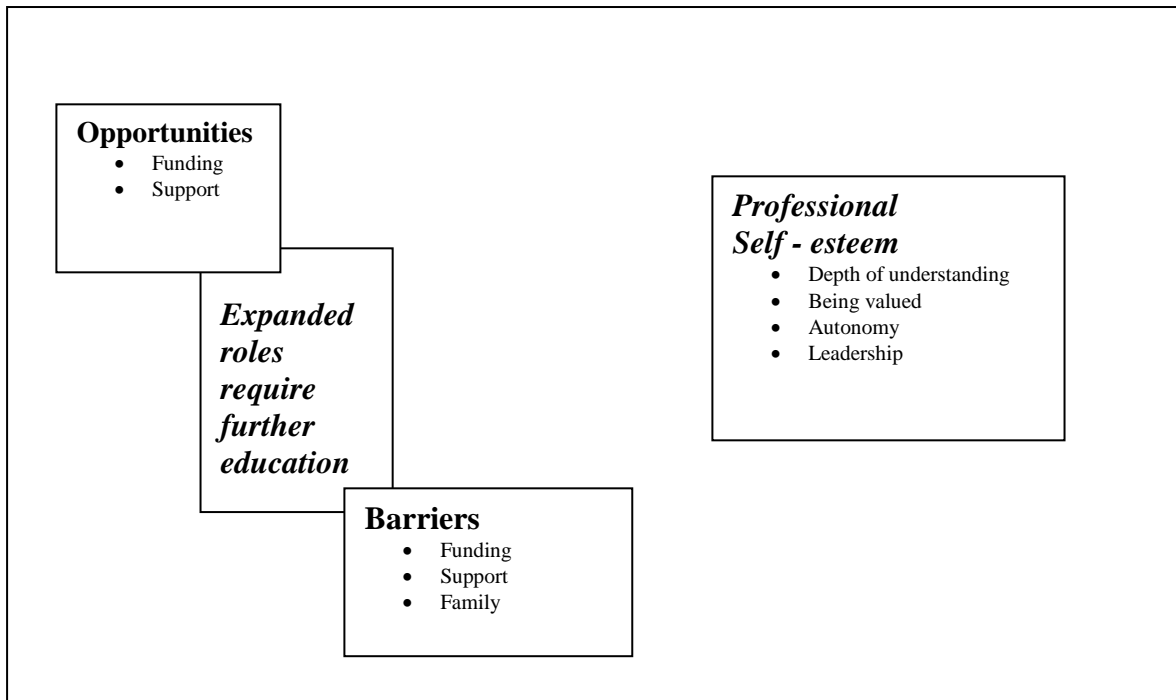 Opportunities
• Funding
• Support
Expanded
roles
require
further
education
Barriers
• Funding
• Support
• Family
Professional
Self - esteem
• Depth of understanding
• Being valued
• Autonomy
• Leadership